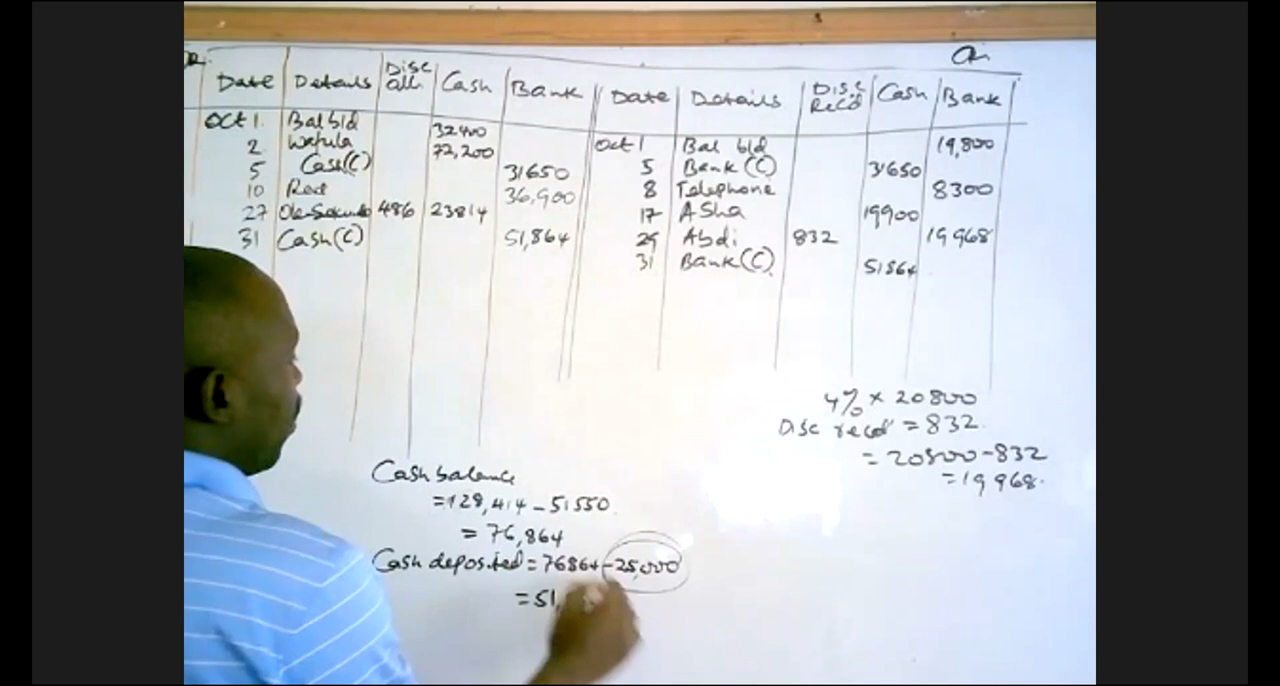 Dr. Cr
Date Details Disc all Cash Bank Date Details Disc Rec'd Cash Bank
Oct 1. Bal b/d 32400 Oct 1 Bal b/d 19,800
2 Wafula 72,200 5 Bank (C) 31650
5 Cash (C) 31650 8 Telephone 8300
10 Rent 36,900 17 Asha 19900
27 486 23814 29 Abdi 832 19968
31 Cash (C) 51,864 31 Bank (C) 51864
4% × 20800
Disc recd = 832.
= 20800 - 832
= 19968.
Cash balance
= 128,414 - 51550.
= 76,864
Cash deposited = 76864 - 25,000
= 51,